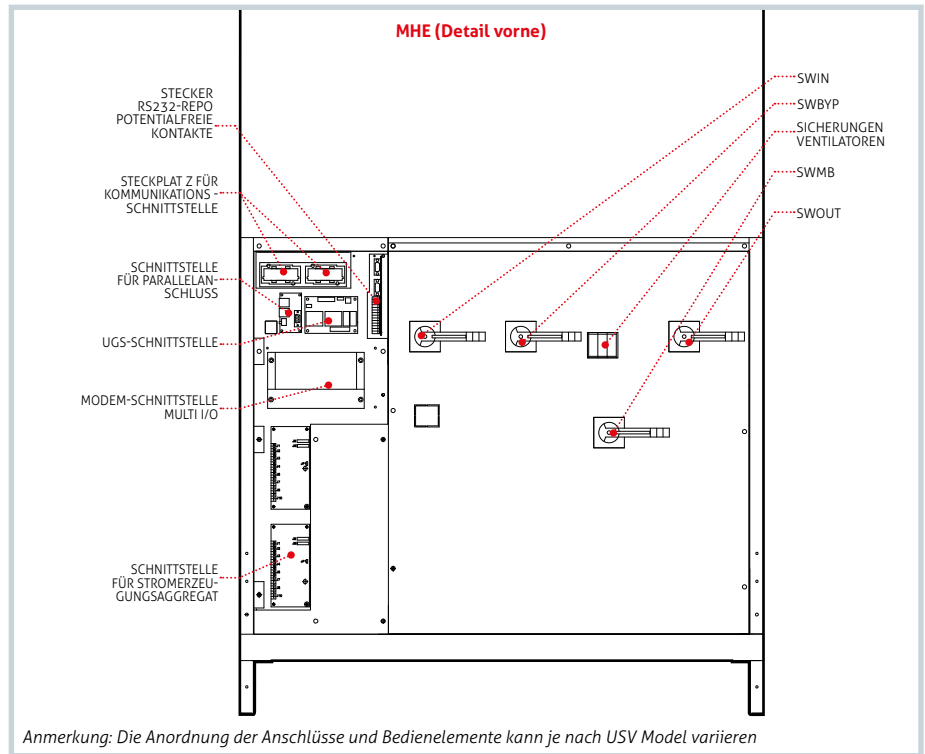 MHE (Detail vorne)
STECKER
RS232-REPO
POTENTIALFREIE
KONTAKTE
STECKPLAT Z FÜR
KOMMUNIKATIONS -
SCHNITTSTELLE
SCHNITTSTELLE
FÜR PARALLELAN-
SCHLUSS
UGS-SCHNITTSTELLE
MODEM-SCHNITTSTELLE
MULTI I/O
SCHNITTSTELLE
FÜR STROMERZEU-
GUNGSAGGREGAT
SWIN
SWBYP
SICHERUNGEN
VENTILATOREN
SWMB
SWOUT
Anmerkung: Die Anordnung der Anschlüsse und Bedienelemente kann je nach USV Model variieren